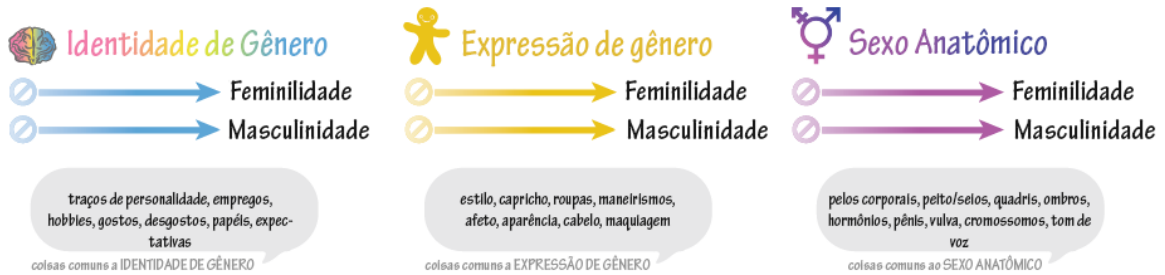 Identidade de Gênero
Feminilidade
Masculinidade
traços de personalidade, empregos,
hobbies, gostos, desgostos, papéis, expec-
tativas
coisas comuns a IDENTIDADE DE GÊNERO
Expressão de gênero
Feminilidade
Masculinidade
estilo, capricho, roupas, maneirismos,
afeto, aparência, cabelo, maquiagem
coisas comuns a EXPRESSÃO DE GÊNERO
Sexo Anatômico
Feminilidade
Masculinidade
pelos corporais, peito/seios, quadris, ombros,
hormônios, pênis, vulva, cromossomos, tom de
voz
coisas comuns ao SEXO ANATÔMICO